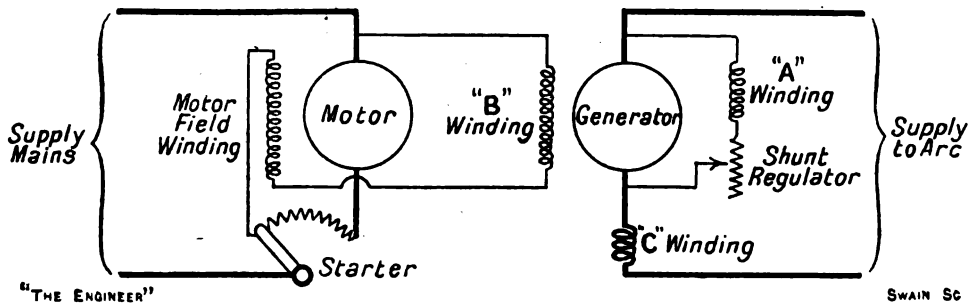 Supply
Mains
Motor
Field
Winding
Motor
"B"
Winding
Generator
"A"
Winding
Shunt
Regulator
Supply
to Arc
"C" Winding
Starter
"THE ENGINEER"
SWAIN SC